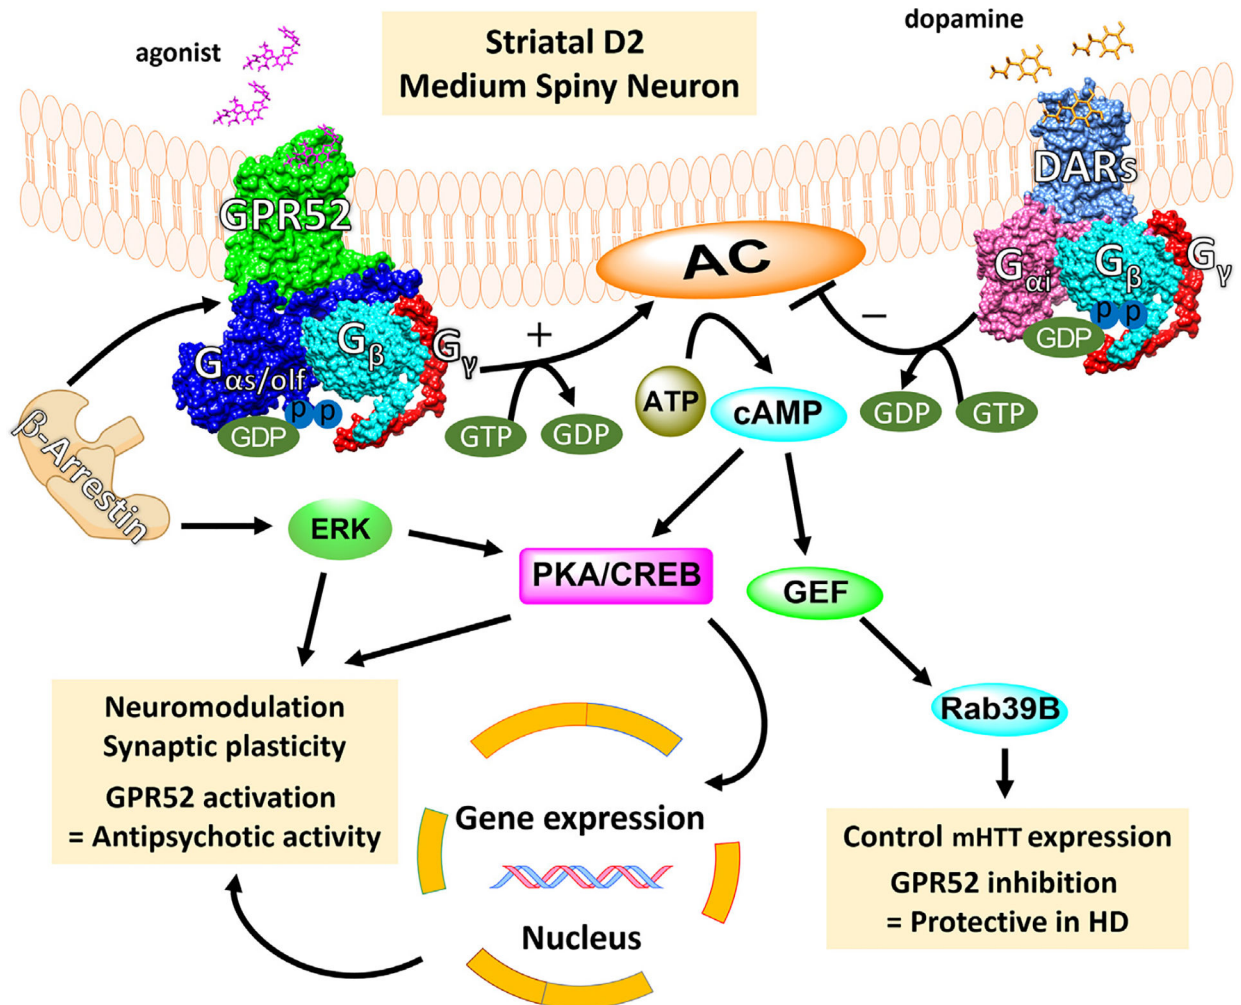 agonist
Striatal D2
Medium Spiny Neuron
dopamine
GPR52
DARs
AC
Gαs/olf
Gβ
Gγ
p p
GDP
+
GTP
GDP
ATP
cAMP
−
GDP
GTP
Gαi
Gβ
Gγ
p p
GDP
β-Arrestin
ERK
PKA/CREB
GEF
Rab39B
Neuromodulation
Synaptic plasticity
GPR52 activation
= Antipsychotic activity
Gene expression
Nucleus
Control mHTT expression
GPR52 inhibition
= Protective in HD